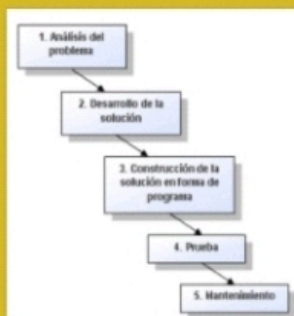 1. Análisis del
problema
2. Desarrollo de la
solución
3. Construcción de la
solución en forma de
programa
4. Prueba
5. Mantenimiento